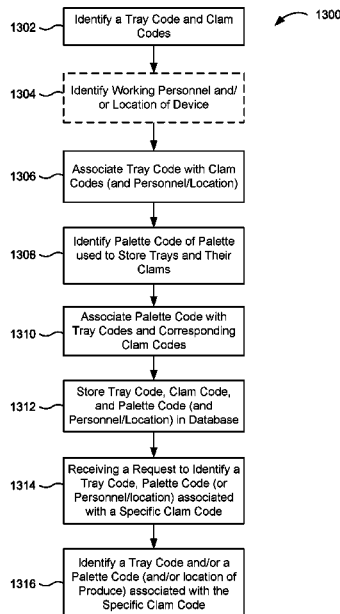 1300
1302
Identify a Tray Code and Clam
Codes
1304
Identify Working Personnel and/
or Location of Device
1306
Associate Tray Code with Clam
Codes (and Personnel/Location)
1308
Identify Palette Code of Palette
used to Store Trays and Their
Clams
1310
Associate Palette Code with
Tray Codes and Corresponding
Clam Codes
1312
Store Tray Code, Clam Code,
and Palette Code (and
Personnel/Location) in Database
1314
Receiving a Request to Identify a
Tray Code, Palette Code (or
Personnel/location) associated
with a Specific Clam Code
1316
Identify a Tray Code and/or a
Palette Code (and/or location of
Produce) associated with the
Specific Clam Code